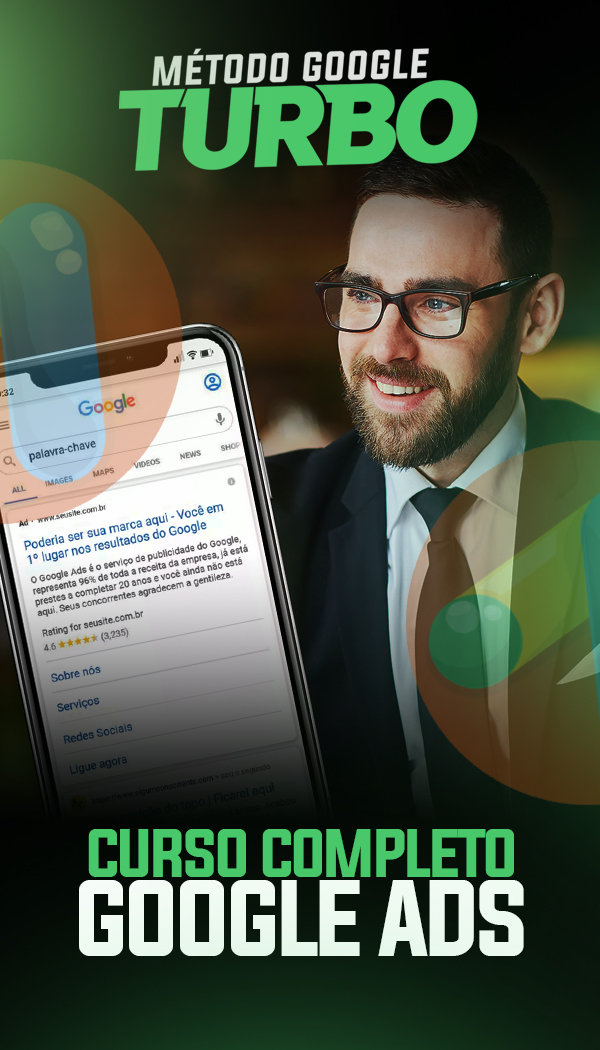 MÉTODO GOOGLE
TURBO
9:32
Google
palavra-chave
ALL IMAGES MAPS VIDEOS NEWS SHOP
Ad · www.seusite.com.br
Poderia ser sua marca aqui - Você em
1º lugar nos resultados do Google
O Google Ads é o serviço de publicidade do Google,
representa 96% de toda a receita da empresa, já está
prestes a completar 20 anos e você ainda não está
aqui. Seus concorrentes agradecem a gentileza.
Rating for seusite.com.br
4.6 ★★★★★ (3,235)
Sobre nós
Serviços
Redes Sociais
Ligue agora
Ficarei aqui
CURSO COMPLETO
GOOGLE ADS